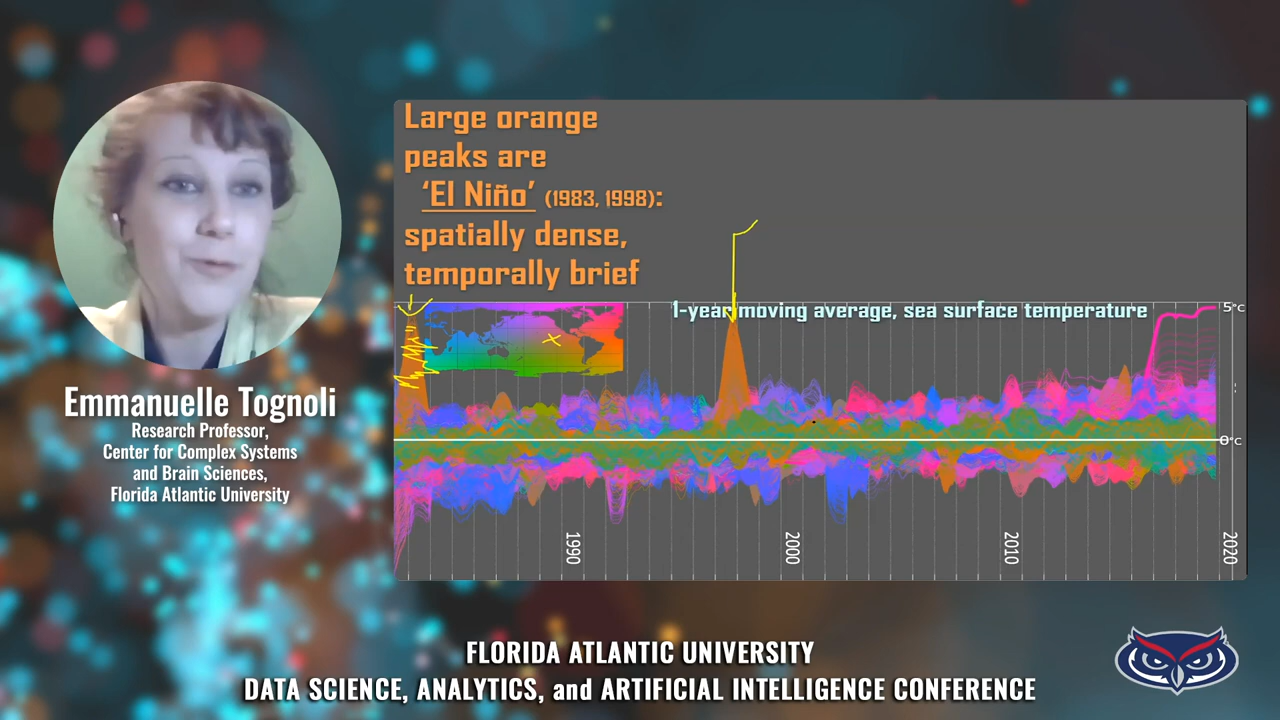 Large orange
peaks are
‘El Niño’ (1983, 1998):
spatially dense,
temporally brief
1-year moving average, sea surface temperature
5°c
0°c
1990
2000
2010
2020
Emmanuelle Tognoli
Research Professor,
Center for Complex Systems
and Brain Sciences,
Florida Atlantic University
FLORIDA ATLANTIC UNIVERSITY
DATA SCIENCE, ANALYTICS, and ARTIFICIAL INTELLIGENCE CONFERENCE